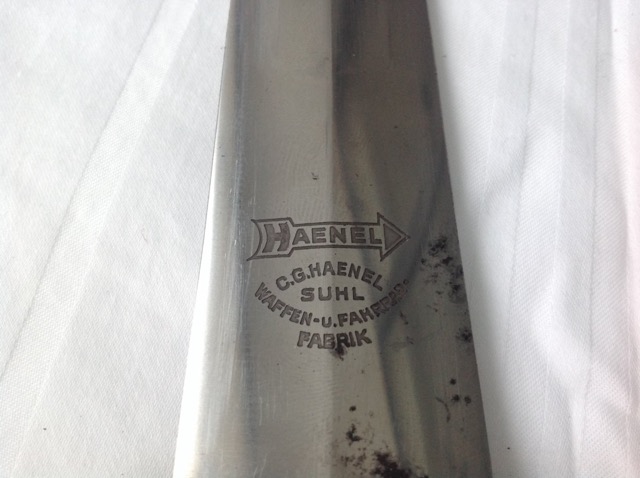 HAENEL
C.G.HAENEL
SUHL
WAFFEN-U.FAHRRAD-
FABRIK